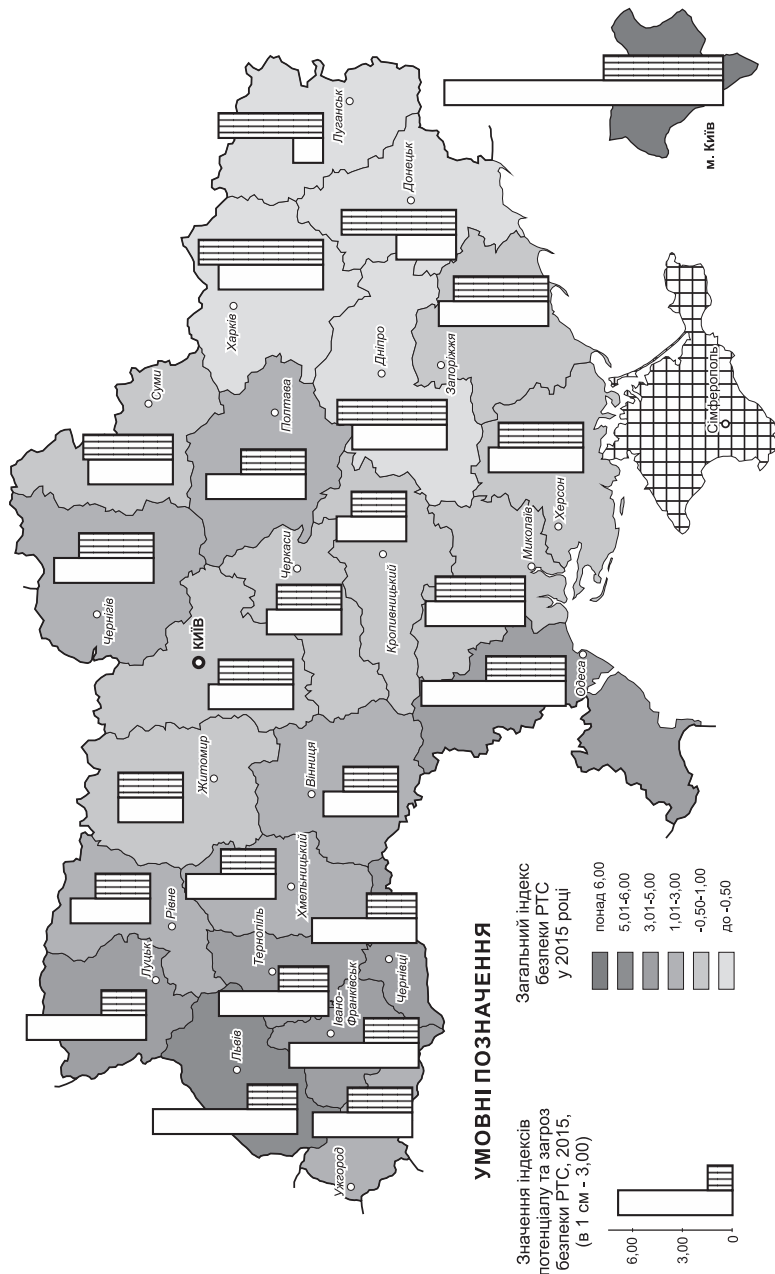 Ужгород
Львів
Луцьк
Рівне
Тернопіль
Івано-
Франківськ
Чернівці
Хмельницький
Житомир
Вінниця
КИЇВ
Чернігів
Черкаси
Кропивницький
Одеса
Миколаїв
Херсон
Суми
Полтава
Харків
Дніпро
Запоріжжя
Донецьк
Луганськ
Сімферополь
м. Київ
УМОВНІ ПОЗНАЧЕННЯ
Значення індексів
потенціалу та загроз
безпеки РТС, 2015,
(в 1 см - 3,00)
6,00
3,00
0
Загальний індекс
безпеки РТС
у 2015 році
понад 6,00
5,01-6,00
3,01-5,00
1,01-3,00
-0,50-1,00
до -0,50